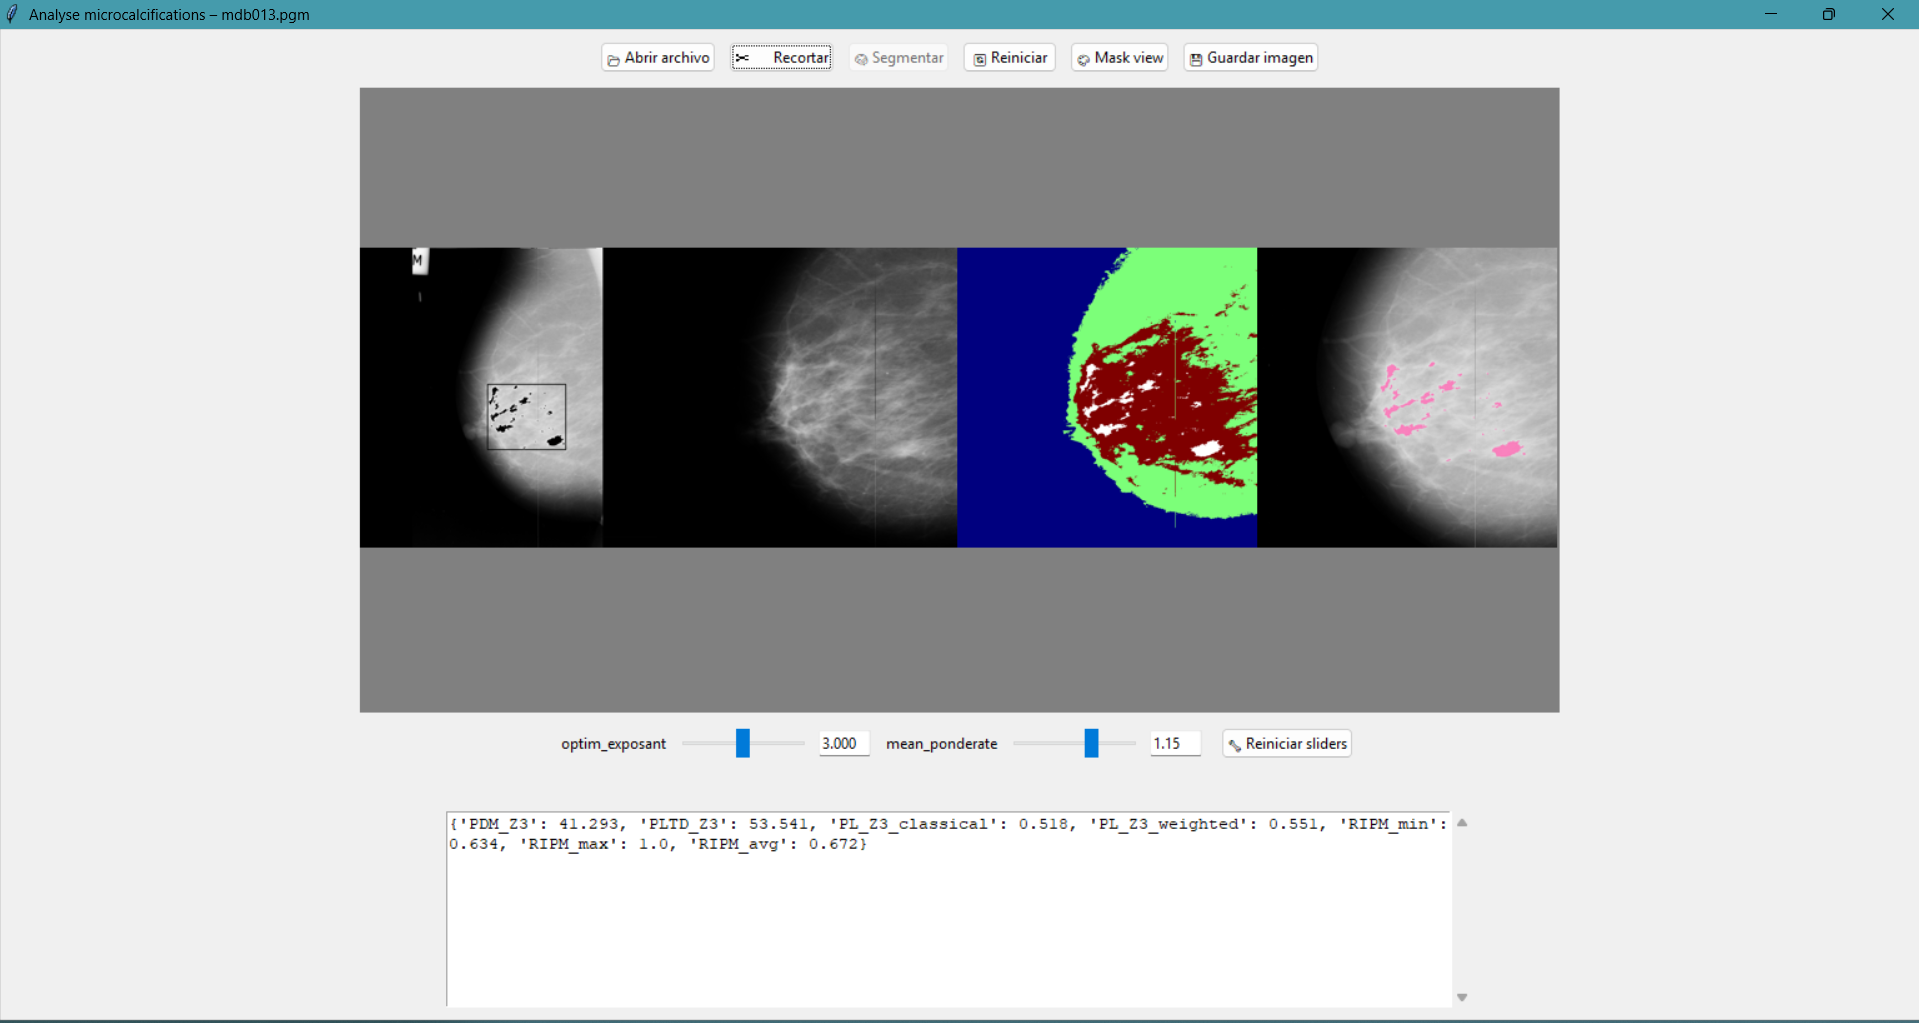 Analyse microcalcifications – mdb013.pgm
Abrir archivo Recortar Segmentar Reiniciar Mask view Guardar imagen
M
optim_exposant 3.000 mean_ponderate 1.15 Reiniciar sliders
{'PDM_Z3': 41.293, 'PLTD_Z3': 53.541, 'PL_Z3_classical': 0.518, 'PL_Z3_weighted': 0.551, 'RIPM_min':
0.634, 'RIPM_max': 1.0, 'RIPM_avg': 0.672}